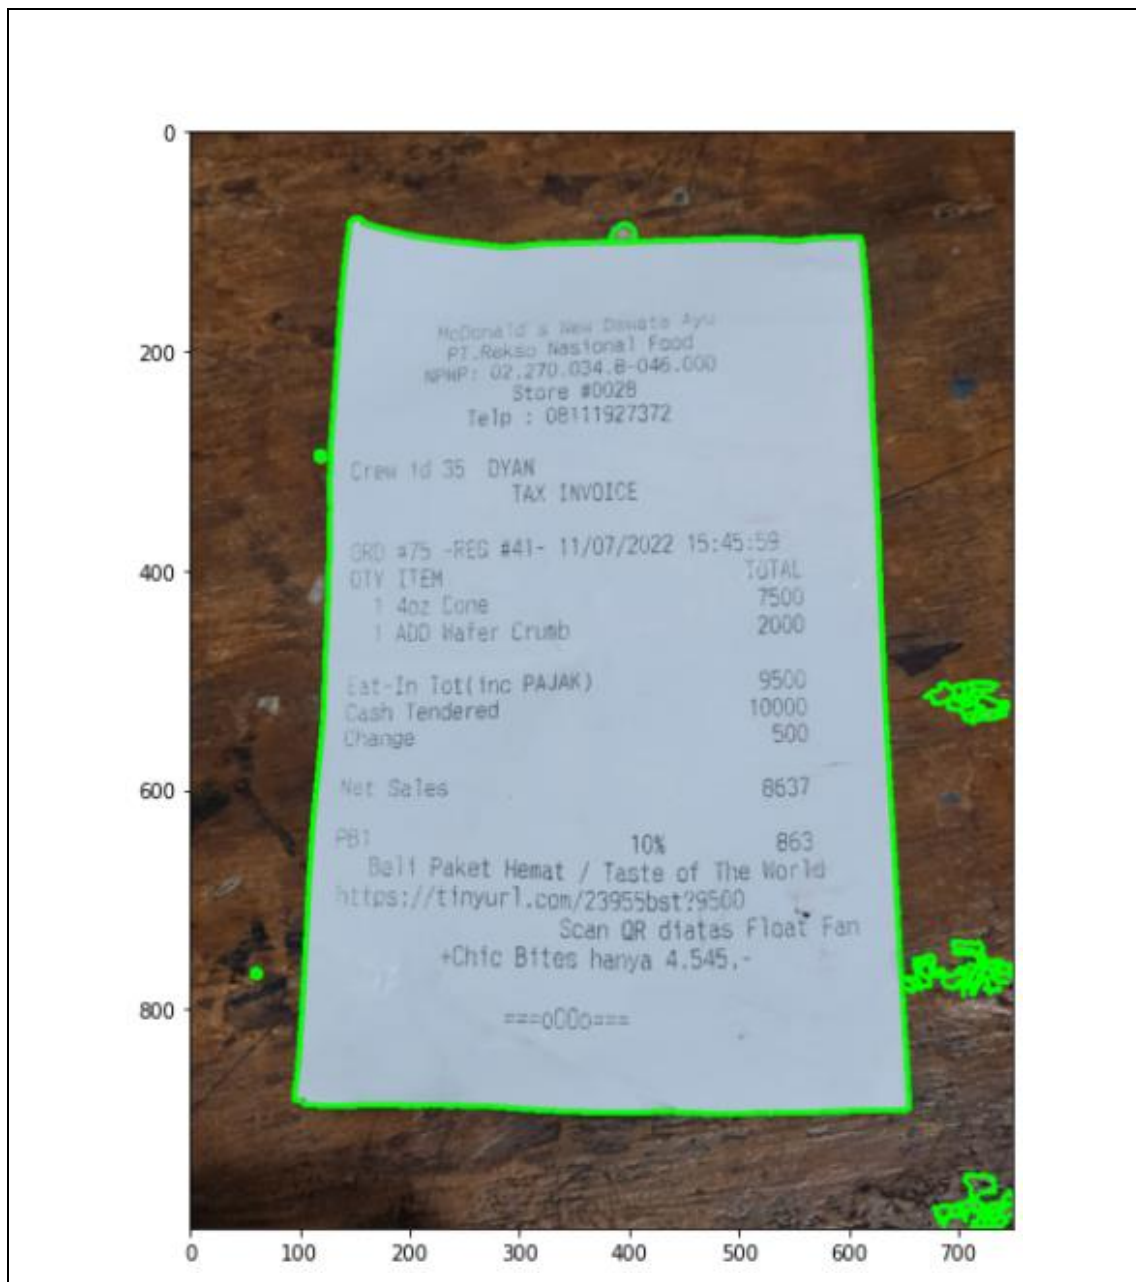 0
200
400
600
800
0 100 200 300 400 500 600 700
McDonald s New Dewata Ayu
PT.Rekso Nasional Food
NPWP: 02.270.034.8-046.000
Store #0028
Telp : 08111927372
Crew id 35 DYAN
TAX INVOICE
ORD #75 -REG #41- 11/07/2022 15:45:59
QTY ITEM TOTAL
1 4oz Cone 7500
1 ADD Wafer Crumb 2000
Eat-In Tot(inc PAJAK) 9500
Cash Tendered 10000
Change 500
Net Sales 8637
PB1 10% 863
Bali Paket Hemat / Taste of The World
https://tinyurl.com/23955bst?9500
Scan QR diatas Float Fan
+Chic Bites hanya 4.545,-
===oOOo===